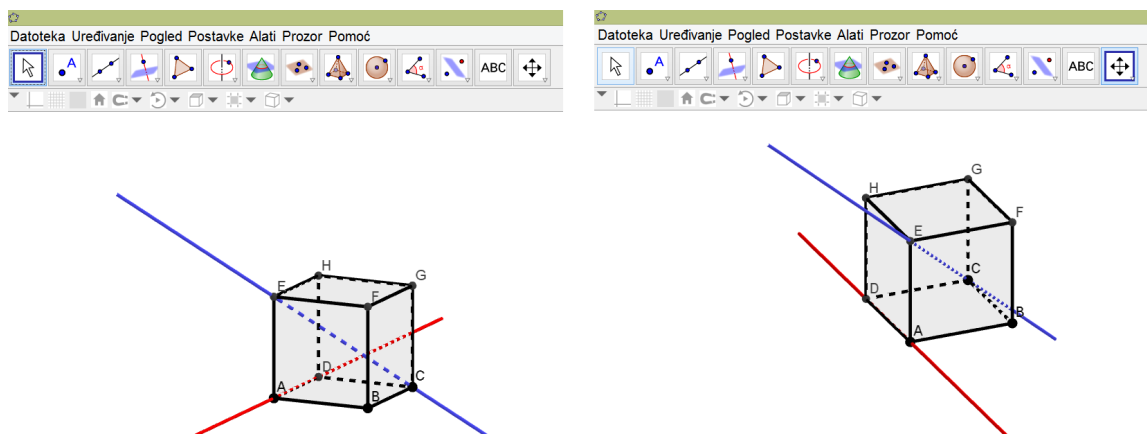 Datoteka Uređivanje Pogled Postavke Alati Prozor Pomoć
A
α
ABC
H
G
E
F
D
C
A
B
Datoteka Uređivanje Pogled Postavke Alati Prozor Pomoć
A
α
ABC
G
H
F
E
C
D
B
A